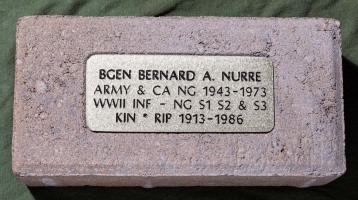 BGEN BERNARD A. NURRE
ARMY & CA NG 1943-1973
WWII INF - NG S1 S2 & S3
KIN * RIP 1913-1986